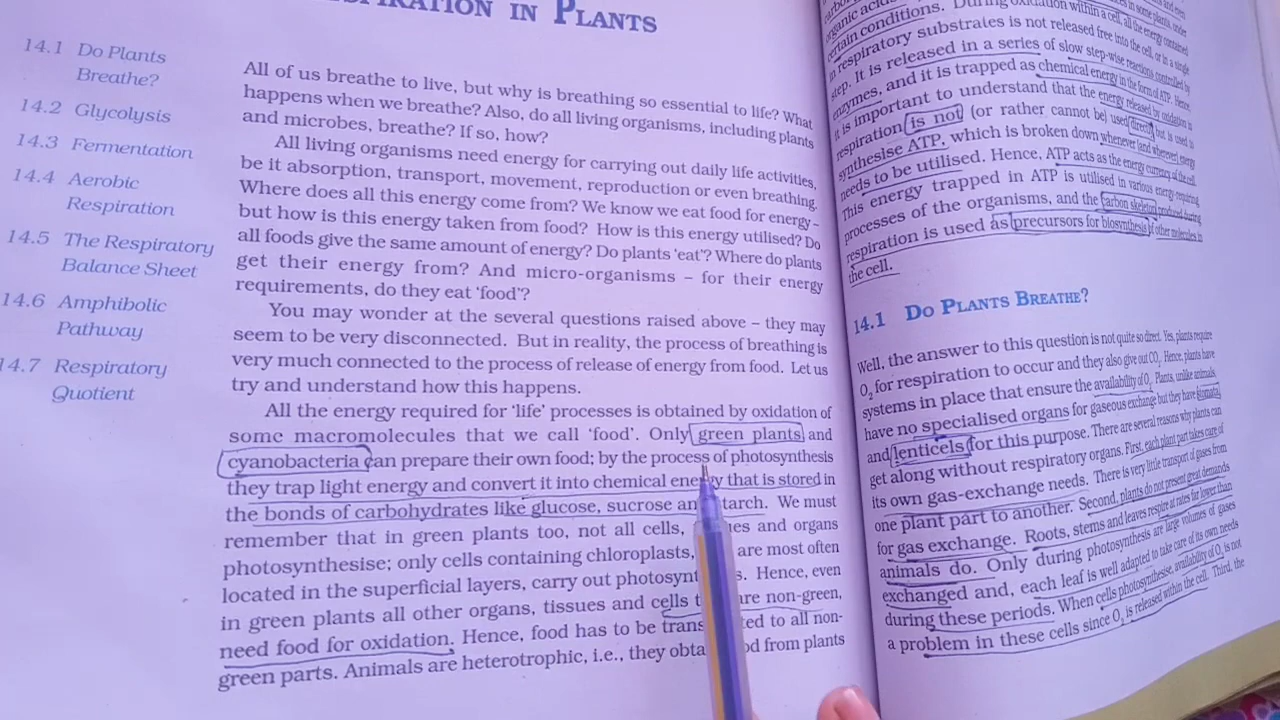 IRATION IN PLANTS
14.1 Do Plants
Breathe?
14.2 Glycolysis
14.3 Fermentation
14.4 Aerobic
Respiration
14.5 The Respiratory
Balance Sheet
14.6 Amphibolic
Pathway
14.7 Respiratory
Quotient
All of us breathe to live, but why is breathing so essential to life? What
happens when we breathe? Also, do all living organisms, including plants
and microbes, breathe? If so, how?
All living organisms need energy for carrying out daily life activities,
be it absorption, transport, movement, reproduction or even breathing.
Where does all this energy come from? We know we eat food for energy –
but how is this energy taken from food? How is this energy utilised? Do
all foods give the same amount of energy? Do plants 'eat'? Where do plants
get their energy from? And micro-organisms – for their energy
requirements, do they eat 'food'?
You may wonder at the several questions raised above – they may
seem to be very disconnected. But in reality, the process of breathing is
very much connected to the process of release of energy from food. Let us
try and understand how this happens.
All the energy required for 'life' processes is obtained by oxidation of
some macromolecules that we call 'food'. Only green plants and
cyanobacteria can prepare their own food; by the process of photosynthesis
they trap light energy and convert it into chemical energy that is stored in
the bonds of carbohydrates like glucose, sucrose an tarch. We must
remember that in green plants too, not all cells, es and organs
photosynthesise; only cells containing chloroplasts, are most often
located in the superficial layers, carry out photosynt s. Hence, even
in green plants all other organs, tissues and cells t are non-green,
need food for oxidation. Hence, food has to be trans ted to all non-
green parts. Animals are heterotrophic, i.e., they obta od from plants
in some plants, under
organic acids
certain conditions. During oxidation within a cell, all the energy contained
in respiratory substrates is not released free into the cell, or in a single
step. It is released in a series of slow step-wise reactions controlled by
enzymes, and it is trapped as chemical energy in the form of ATP. Hence,
it is important to understand that the energy released by oxidation in
respiration is not (or rather cannot be) used directly but is used to
synthesise ATP, which is broken down whenever (and wherever) energy
needs to be utilised. Hence, ATP acts as the energy currency of the cell.
This energy trapped in ATP is utilised in various energy-requiring
processes of the organisms, and the carbon skeleton produced during
respiration is used as precursors for biosynthesis of other molecules in
the cell.
14.1 DO PLANTS BREATHE?
Well, the answer to this question is not quite so direct. Yes, plants require
O₂ for respiration to occur and they also give out CO₂. Hence, plants have
systems in place that ensure the availability of O₂. Plants, unlike animals,
have no specialised organs for gaseous exchange but they have stomata
and lenticels for this purpose. There are several reasons why plants can
get along without respiratory organs. First, each plant part takes care of
its own gas-exchange needs. There is very little transport of gases from
one plant part to another. Second, plants do not present great demands
for gas exchange. Roots, stems and leaves respire at rates far lower than
animals do. Only during photosynthesis are large volumes of gases
exchanged and, each leaf is well adapted to take care of its own needs
during these periods. When cells photosynthesise, availability of O₂ is not
a problem in these cells since O₂ is released within the cell. Third, the